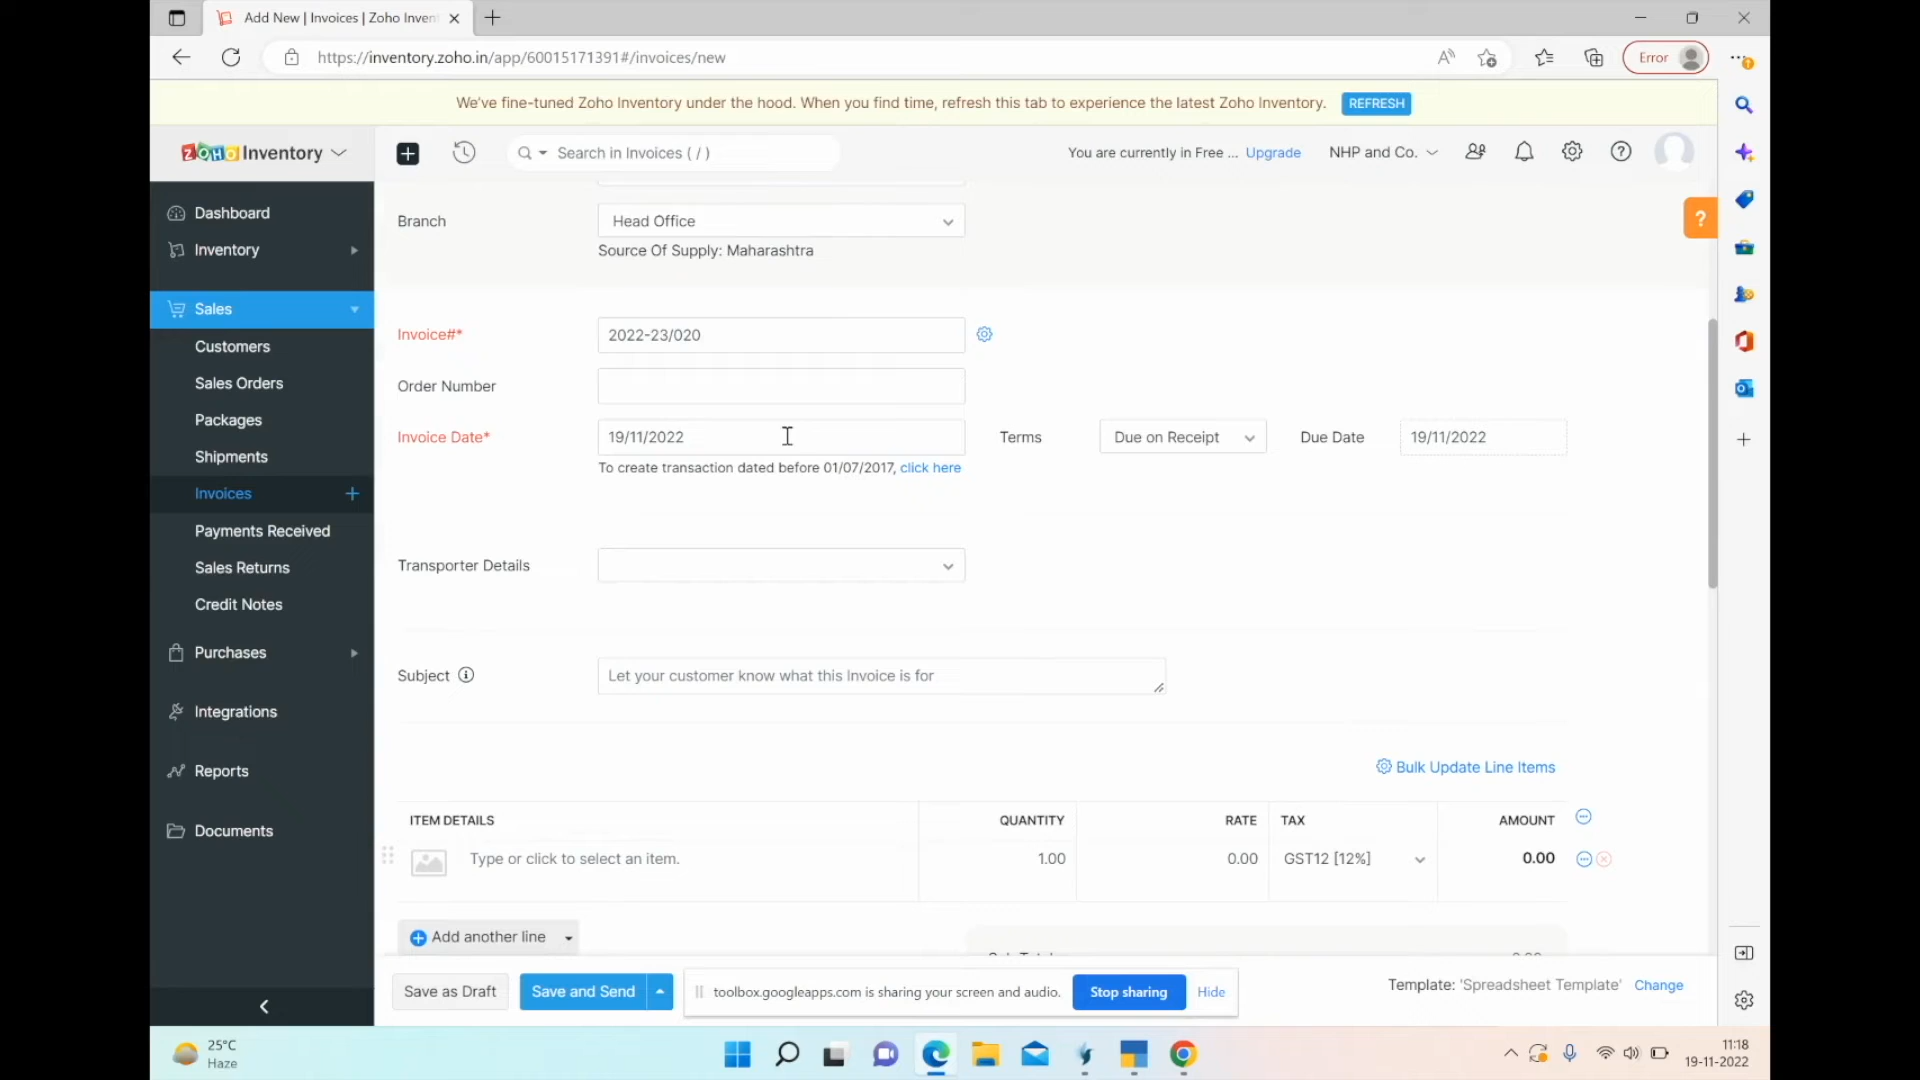 Add New | Invoices | Zoho Inven
https://inventory.zoho.in/app/60015171391#/invoices/new
Error
We've fine-tuned Zoho Inventory under the hood. When you find time, refresh this tab to experience the latest Zoho Inventory.
REFRESH
ZOHO Inventory
Search in Invoices ( / )
You are currently in Free ...
Upgrade
NHP and Co.
Dashboard
Inventory
Sales
Customers
Sales Orders
Packages
Shipments
Invoices
Payments Received
Sales Returns
Credit Notes
Purchases
Integrations
Reports
Documents
Branch
Head Office
Source Of Supply: Maharashtra
?
Invoice#*
2022-23/020
Order Number
Invoice Date*
19/11/2022
Terms
Due on Receipt
Due Date
19/11/2022
To create transaction dated before 01/07/2017, click here
Transporter Details
Subject
Let your customer know what this Invoice is for
Bulk Update Line Items
ITEM DETAILS
QUANTITY
RATE
TAX
AMOUNT
Type or click to select an item.
1.00
0.00
GST12 [12%]
0.00
Add another line
Save as Draft
Save and Send
toolbox.googleapps.com is sharing your screen and audio.
Stop sharing
Hide
Template: 'Spreadsheet Template'
Change
25°C
Haze
11:18
19-11-2022